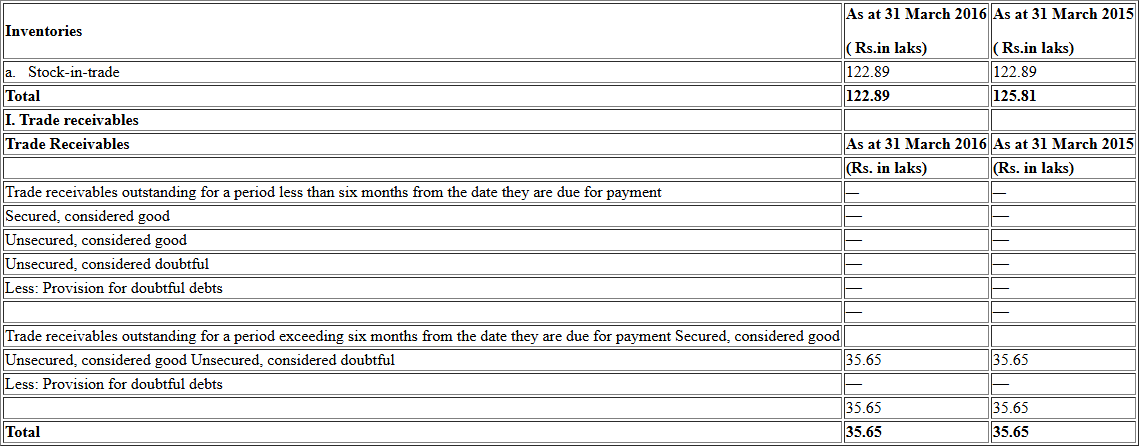 Inventories As at 31 March 2016 As at 31 March 2015
( Rs.in laks) ( Rs.in laks)
a. Stock-in-trade 122.89 122.89
Total 122.89 125.81
I. Trade receivables
Trade Receivables As at 31 March 2016 As at 31 March 2015
(Rs. in laks) (Rs. in laks)
Trade receivables outstanding for a period less than six months from the date they are due for payment — —
Secured, considered good — —
Unsecured, considered good — —
Unsecured, considered doubtful — —
Less: Provision for doubtful debts — —
— —
Trade receivables outstanding for a period exceeding six months from the date they are due for payment Secured, considered good
Unsecured, considered good Unsecured, considered doubtful 35.65 35.65
Less: Provision for doubtful debts — —
35.65 35.65
Total 35.65 35.65